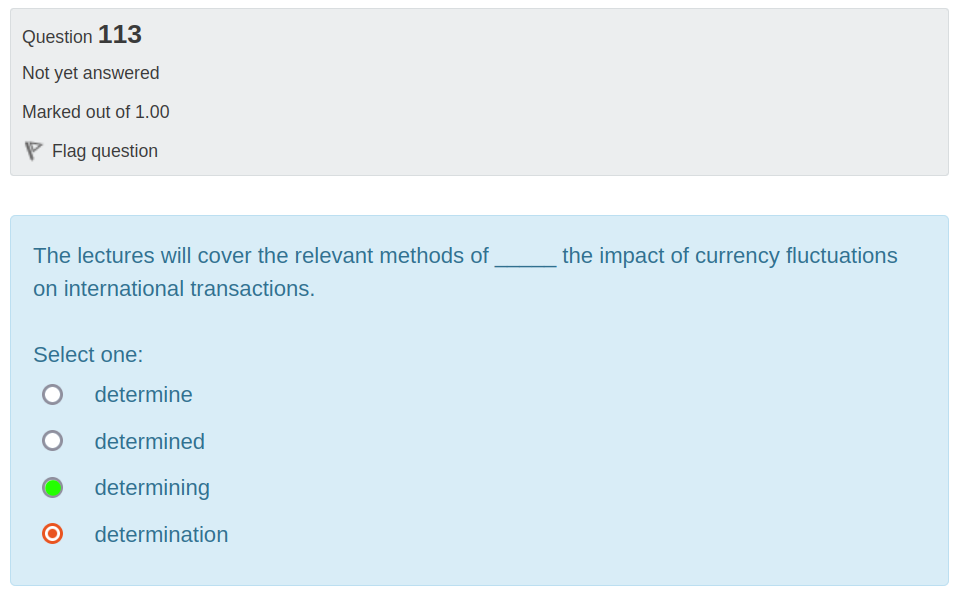 Question 113
Not yet answered
Marked out of 1.00
Flag question
The lectures will cover the relevant methods of _____ the impact of currency fluctuations
on international transactions.
Select one:
determine
determined
determining
determination